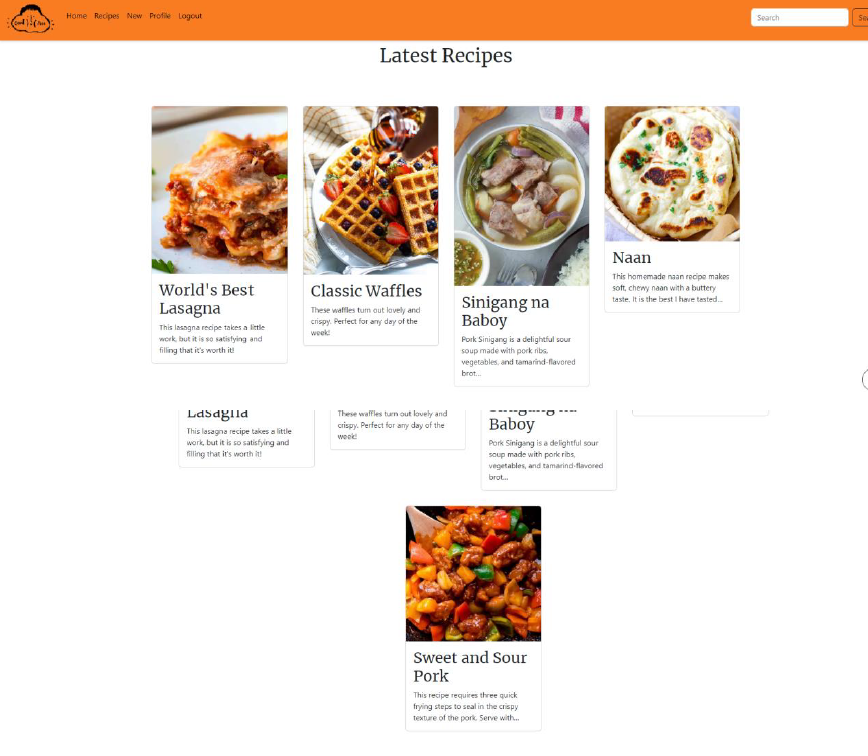 Home Recipes New Profile Logout
Search
Latest Recipes
World's Best
Lasagna
This lasagna recipe takes a little
work, but it is so satisfying and
filling that it's worth it!
Classic Waffles
These waffles turn out lovely and
crispy. Perfect for any day of the
week!
Sinigang na
Baboy
Pork Sinigang is a delightful sour
soup made with pork ribs,
vegetables, and tamarind-flavored
brot...
Naan
This homemade naan recipe makes
soft, chewy naan with a buttery
taste. It is the best I have tasted...
Lasagna
This lasagna recipe takes a little
work, but it is so satisfying and
filling that it's worth it!
These waffles turn out lovely and
crispy. Perfect for any day of the
week!
Sinigang na
Baboy
Pork Sinigang is a delightful sour
soup made with pork ribs,
vegetables, and tamarind-flavored
brot...
Sweet and Sour
Pork
This recipe requires three quick
frying steps to seal in the crispy
texture of the pork. Serve with...